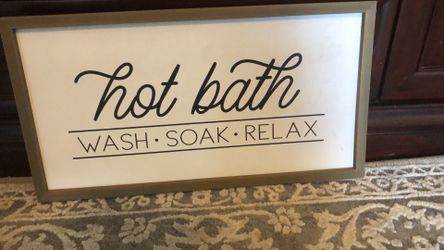 hot bath
WASH • SOAK • RELAX